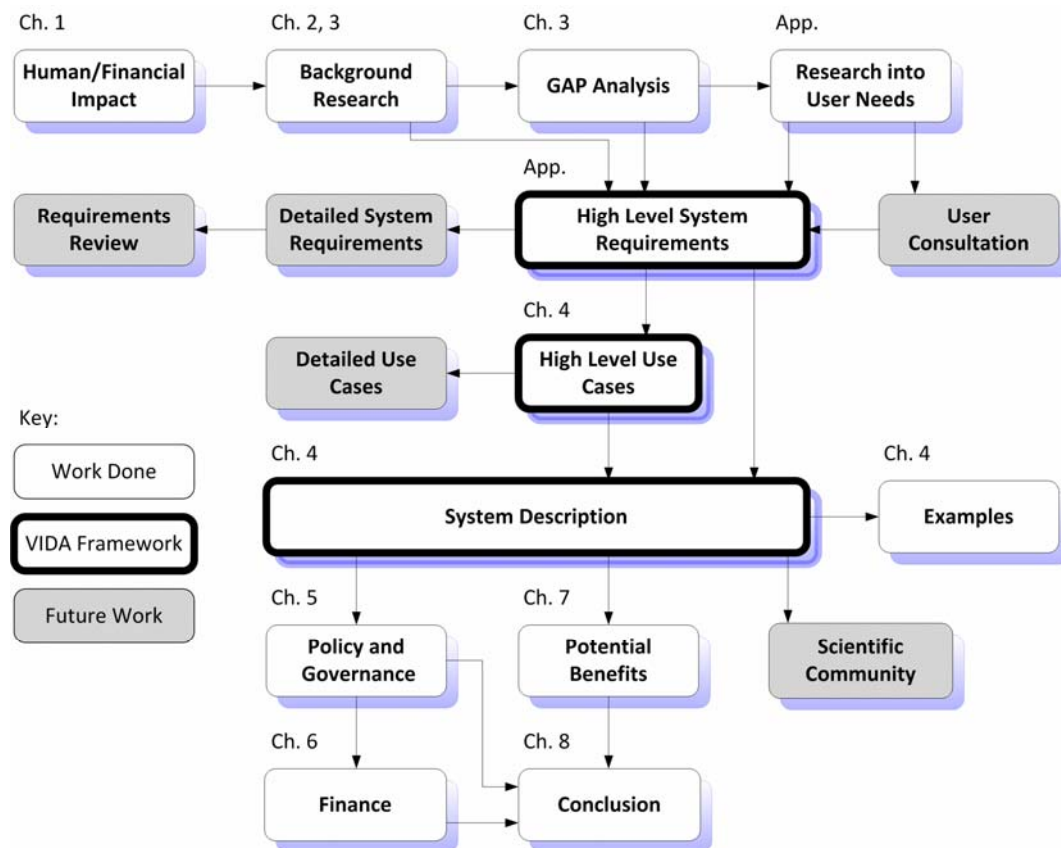 Ch. 1
Ch. 2, 3
Ch. 3
App.
Human/Financial
Impact
Background
Research
GAP Analysis
Research into
User Needs
App.
Requirements
Review
Detailed System
Requirements
High Level System
Requirements
User
Consultation
Ch. 4
Detailed Use
Cases
High Level Use
Cases
Key:
Work Done
VIDA Framework
Future Work
Ch. 4
Ch. 4
System Description
Examples
Ch. 5
Ch. 7
Policy and
Governance
Potential
Benefits
Scientific
Community
Ch. 6
Ch. 8
Finance
Conclusion